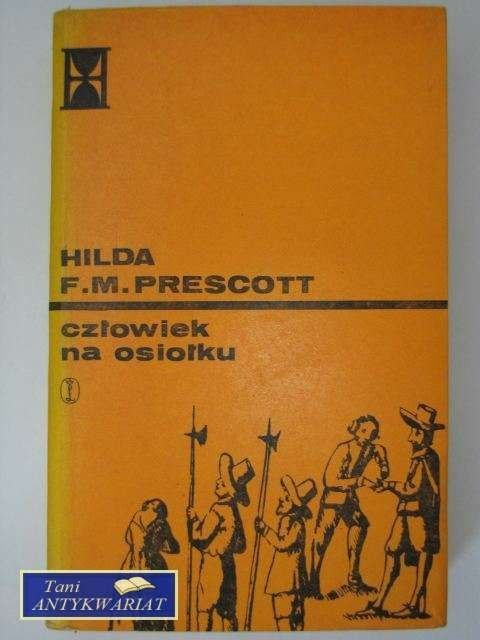 HILDA
F.M. PRESCOTT
człowiek
na osiołku
Tani
ANTYKWARIAT